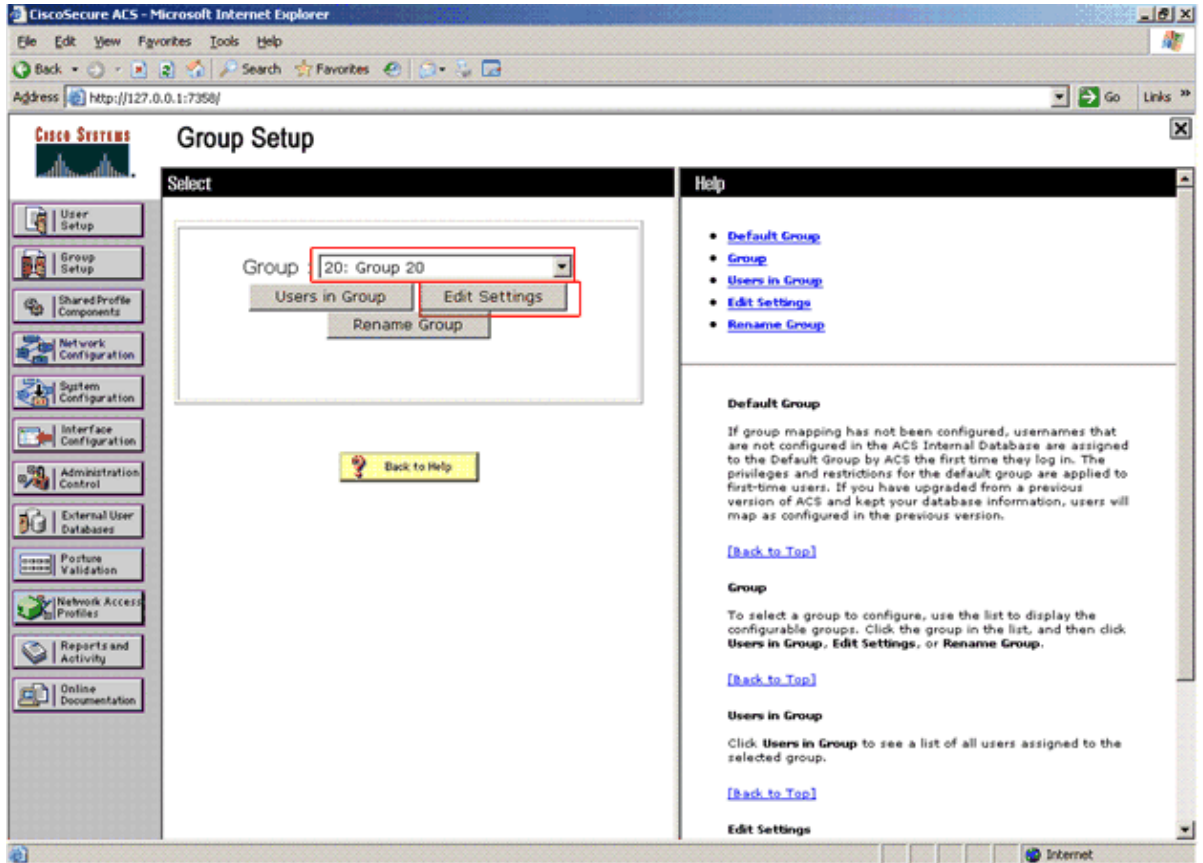 CiscoSecure ACS - Microsoft Internet Explorer
File Edit View Favorites Tools Help
Back Search Favorites
Address http://127.0.0.1:7358/ Go Links »
CISCO SYSTEMS
Group Setup
User Setup
Group Setup
Shared Profile Components
Network Configuration
System Configuration
Interface Configuration
Administration Control
External User Databases
Posture Validation
Network Access Profiles
Reports and Activity
Online Documentation
Select
Group : 20: Group 20
Users in Group Edit Settings
Rename Group
? Back to Help
Help
• Default Group
• Group
• Users in Group
• Edit Settings
• Rename Group
Default Group
If group mapping has not been configured, usernames that
are not configured in the ACS Internal Database are assigned
to the Default Group by ACS the first time they log in. The
privileges and restrictions for the default group are applied to
first-time users. If you have upgraded from a previous
version of ACS and kept your database information, users will
map as configured in the previous version.
[Back to Top]
Group
To select a group to configure, use the list to display the
configurable groups. Click the group in the list, and then click
Users in Group, Edit Settings, or Rename Group.
[Back to Top]
Users in Group
Click Users in Group to see a list of all users assigned to the
selected group.
[Back to Top]
Edit Settings
Internet